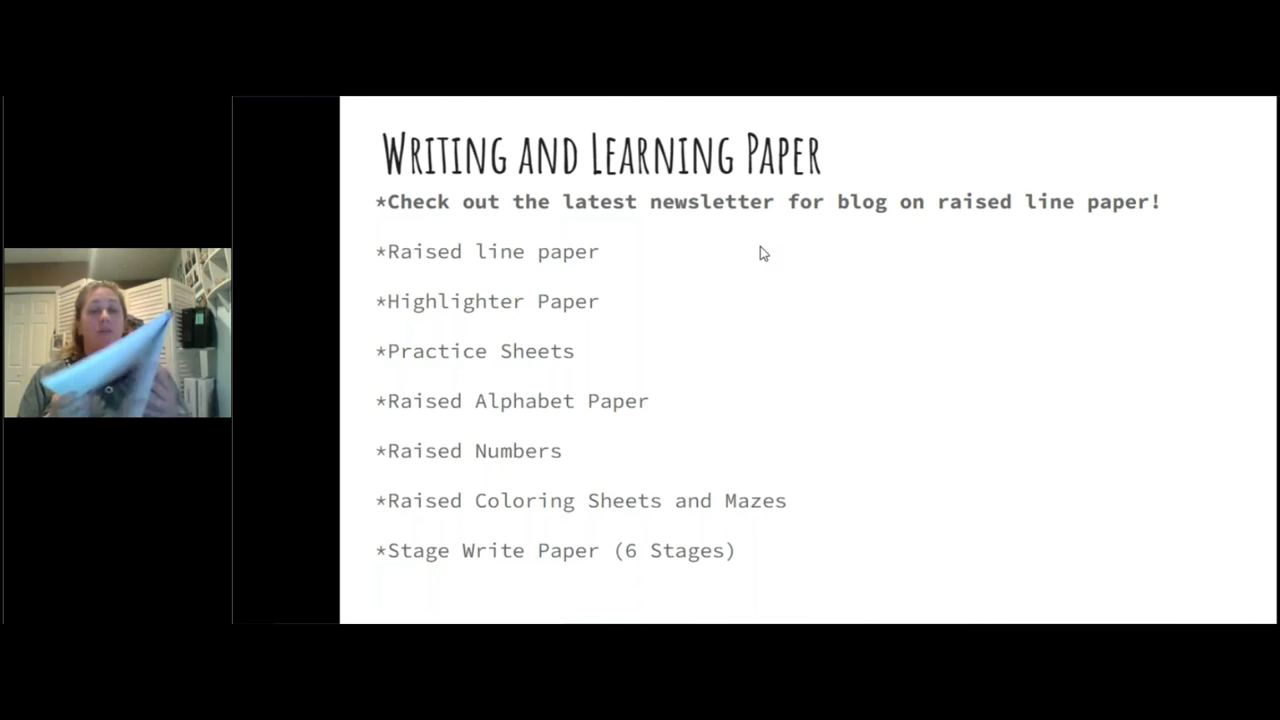 Writing and Learning Paper
*Check out the latest newsletter for blog on raised line paper!
*Raised line paper
*Highlighter Paper
*Practice Sheets
*Raised Alphabet Paper
*Raised Numbers
*Raised Coloring Sheets and Mazes
*Stage Write Paper (6 Stages)